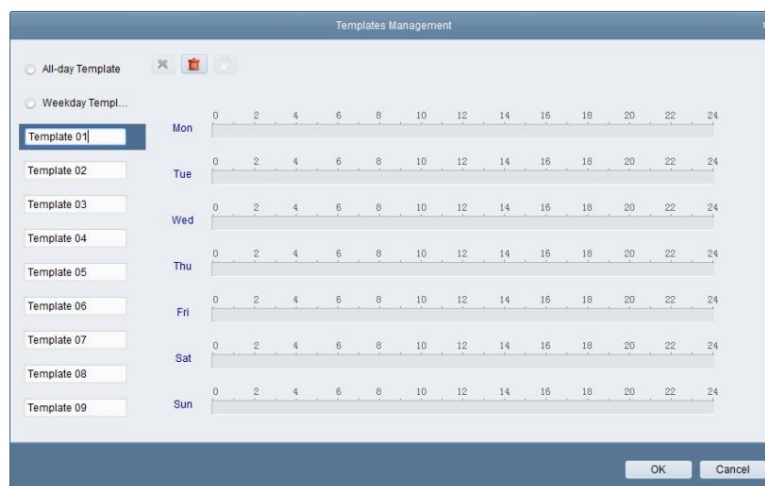 Templates Management
All-day Template
Weekday Templ...
Template 01
Template 02
Template 03
Template 04
Template 05
Template 06
Template 07
Template 08
Template 09
0 2 4 6 8 10 12 14 16 18 20 22 24
Mon
0 2 4 6 8 10 12 14 16 18 20 22 24
Tue
0 2 4 6 8 10 12 14 16 18 20 22 24
Wed
0 2 4 6 8 10 12 14 16 18 20 22 24
Thu
0 2 4 6 8 10 12 14 16 18 20 22 24
Fri
0 2 4 6 8 10 12 14 16 18 20 22 24
Sat
0 2 4 6 8 10 12 14 16 18 20 22 24
Sun
OK Cancel